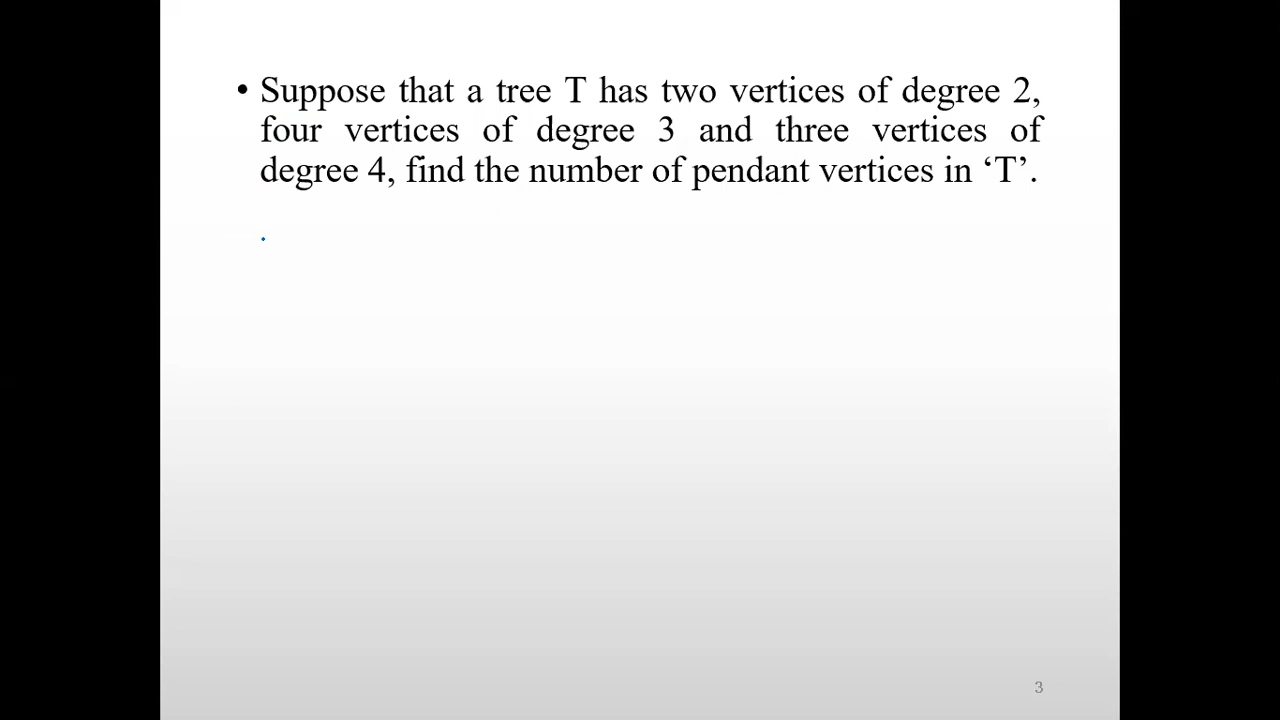 • Suppose that a tree T has two vertices of degree 2,
four vertices of degree 3 and three vertices of
degree 4, find the number of pendant vertices in ‘T’.
3